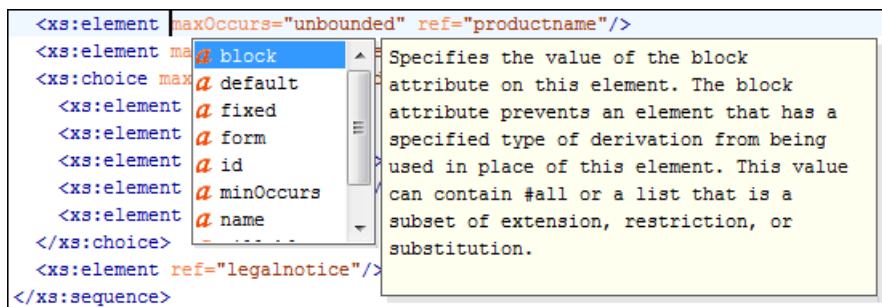 <xs:element maxOccurs="unbounded" ref="productname"/>
<xs:element ma
<xs:choice max
<xs:element
<xs:element
<xs:element
<xs:element
<xs:element
</xs:choice>
<xs:element ref="legalnotice"/>
</xs:sequence>
a block
a default
a fixed
a form
a id
a minOccurs
a name
Specifies the value of the block
attribute on this element. The block
attribute prevents an element that has a
specified type of derivation from being
used in place of this element. This value
can contain #all or a list that is a
subset of extension, restriction, or
substitution.